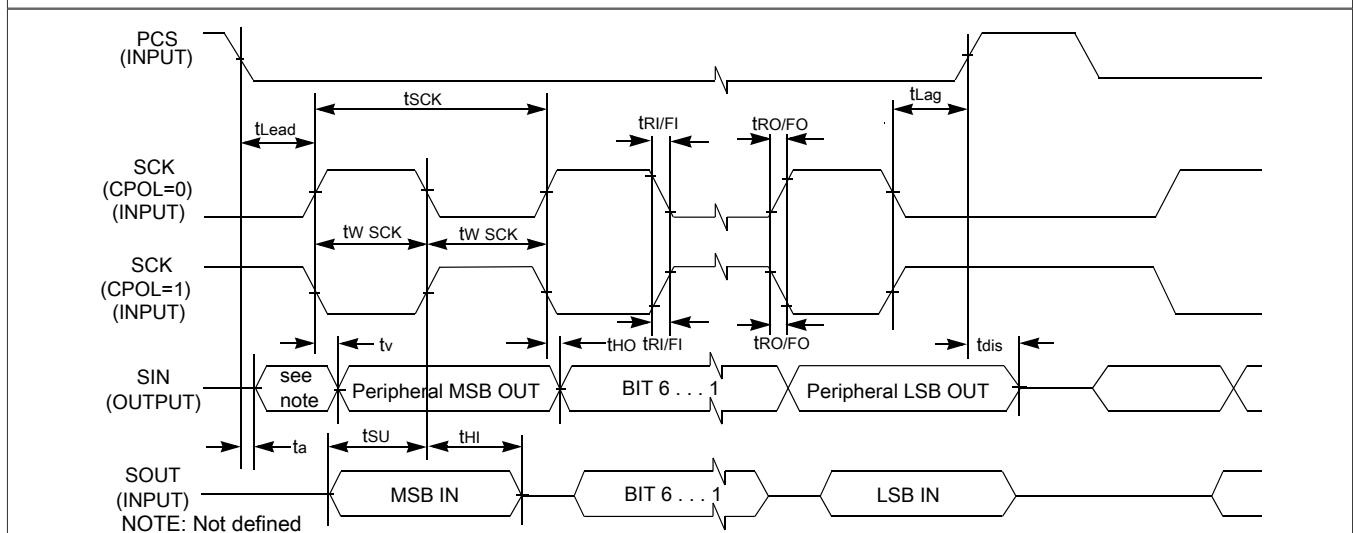 PCS
(INPUT)
tSCK
tLag
tLead
tRI/FI
tRO/FO
SCK
(CPOL=0)
(INPUT)
tW SCK
tW SCK
SCK
(CPOL=1)
(INPUT)
tv
tHO
tRI/FI
tRO/FO
tdis
SIN
(OUTPUT)
see
note
Peripheral MSB OUT
BIT 6 . . . 1
Peripheral LSB OUT
ta
tSU
tHI
SOUT
(INPUT)
MSB IN
BIT 6 . . . 1
LSB IN
NOTE: Not defined